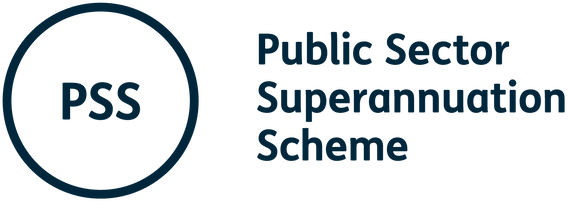 PSS
Public Sector
Superannuation
Scheme